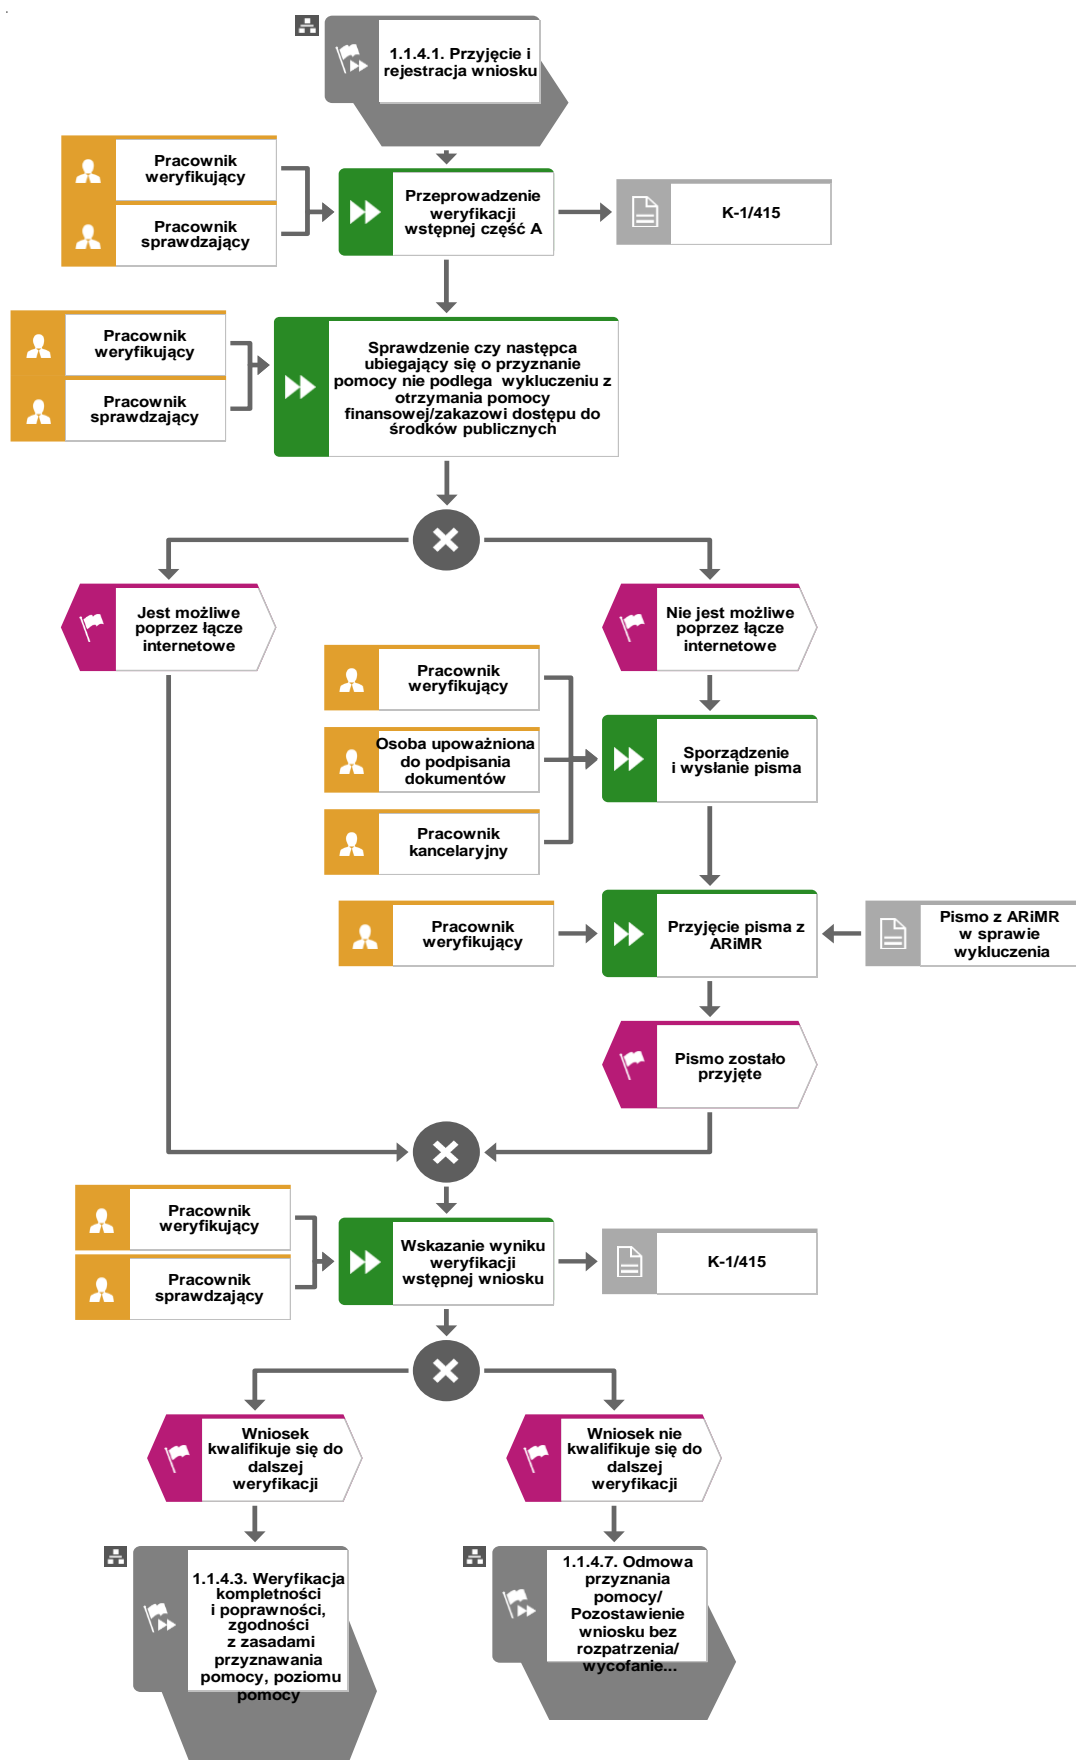 1.1.4.1. Przyjęcie i
rejestracja wniosku
Pracownik
weryfikujący
Pracownik
sprawdzający
Przeprowadzenie
weryfikacji
wstępnej część A
K-1/415
Pracownik
weryfikujący
Pracownik
sprawdzający
Sprawdzenie czy następca
ubiegający się o przyznanie
pomocy nie podlega wykluczeniu z
otrzymania pomocy
finansowej/zakazowi dostępu do
środków publicznych
Jest możliwe
poprzez łącze
internetowe
Nie jest możliwe
poprzez łącze
internetowe
Pracownik
weryfikujący
Osoba upoważniona
do podpisania
dokumentów
Pracownik
kancelaryjny
Sporządzenie
i wysłanie pisma
Pracownik
weryfikujący
Przyjęcie pisma z
ARiMR
Pismo z ARiMR
w sprawie
wykluczenia
Pismo zostało
przyjęte
Pracownik
weryfikujący
Pracownik
sprawdzający
Wskazanie wyniku
weryfikacji
wstępnej wniosku
K-1/415
Wniosek
kwalifikuje się do
dalszej
weryfikacji
Wniosek nie
kwalifikuje się do
dalszej
weryfikacji
1.1.4.3. Weryfikacja
kompletności
i poprawności,
zgodności
z zasadami
przyznawania
pomocy, poziomu
pomocy
1.1.4.7. Odmowa
przyznania
pomocy/
Pozostawienie
wniosku bez
rozpatrzenia/
wycofanie...